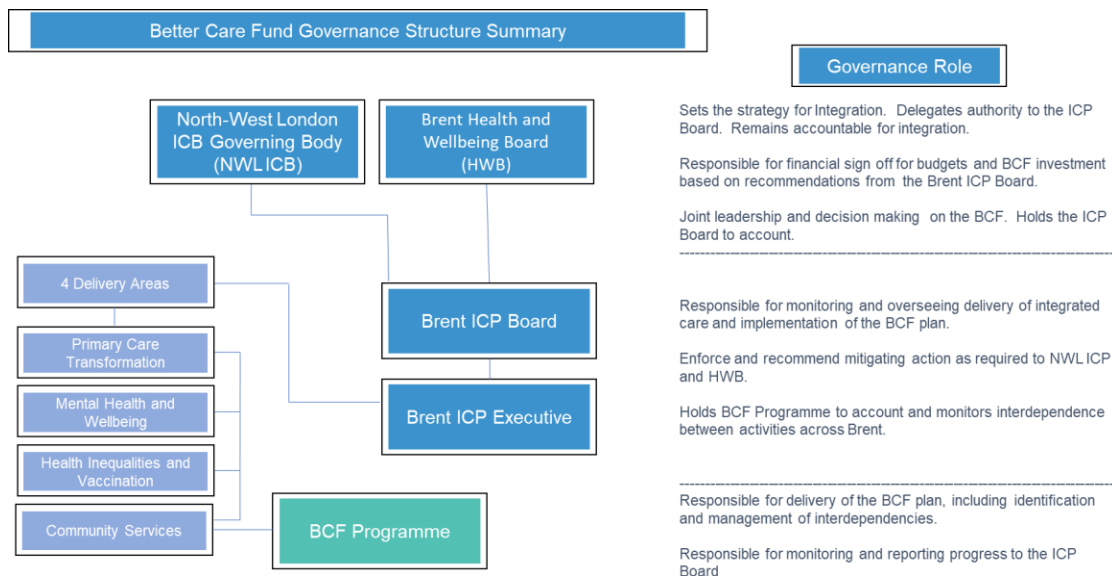 Better Care Fund Governance Structure Summary
Governance Role
North-West London
ICB Governing Body
(NWL ICB)
Brent Health and
Wellbeing Board
(HWB)
4 Delivery Areas
Primary Care
Transformation
Mental Health and
Wellbeing
Health Inequalities and
Vaccination
Community Services
Brent ICP Board
Brent ICP Executive
BCF Programme
Sets the strategy for Integration. Delegates authority to the ICP
Board. Remains accountable for integration.
Responsible for financial sign off for budgets and BCF investment
based on recommendations from the Brent ICP Board.
Joint leadership and decision making on the BCF. Holds the ICP
Board to account.
Responsible for monitoring and overseeing delivery of integrated
care and implementation of the BCF plan.
Enforce and recommend mitigating action as required to NWL ICP
and HWB.
Holds BCF Programme to account and monitors interdependence
between activities across Brent.
Responsible for delivery of the BCF plan, including identification
and management of interdependencies.
Responsible for monitoring and reporting progress to the ICP
Board